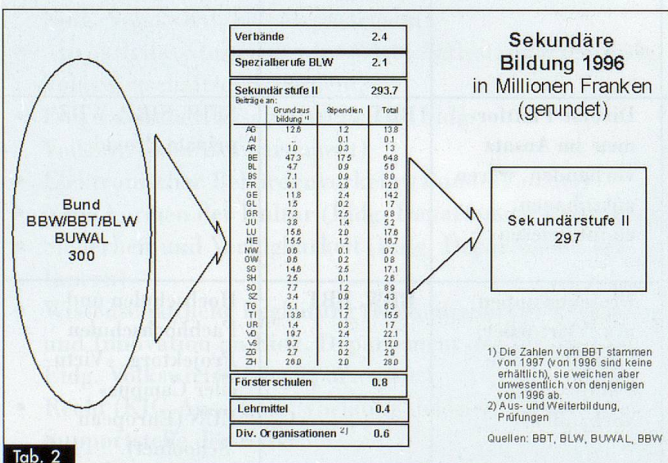 Verbände 2.4
Spezialberufe BLW 2.1
Sekundärstufe II 293.7
Beiträge an:
Grundaus Stipendien Total
bildung ¹⁾
AG 12.6 1.2 13.8
AI - 0.1 0.1
1.0 0.3 1.3
BE 47.3 17.5 64.8
BL 4.7 0.9 5.6
7.1 0.9 8.0
FR 9.1 2.9 12.0
11.8 2.4 14.2
GL 1.5 0.2 1.7
GR 7.3 2.5 9.8
JU 3.8 1.4 5.2
LU 15.6 2.0 17.6
NE 15.5 1.2 16.7
NW 0.6 0.1 0.7
OW 0.6 0.2 0.8
SG 14.6 2.5 17.1
SH 2.5 0.1 2.6
SO 7.7 1.2 8.9
SZ 3.4 0.9 4.3
TG 5.1
13.8 1.7 15.5
UR 1.4 0.3 1.7
VD 19.7 22.1
VS 9.7 2.3
ZG 2.7 0.2 2.9
ZH 26.0 2.0 28.0
Försterschulen 0.8
Lehrmittel 0.4
Div. Organisationen ²⁾ 0.6
Bund
BBW/BBT/BLW
BUWAL
300
Sekundäre
Bildung 1996
in Millionen Franken
(gerundet)
Sekundärstufe II
297
1) Die Zahlen vom BBT stammen
von 1997 (von 1996 sind keine
erhältlich), sie weichen aber
unwesentlich von denjenigen
von 1996 ab.
2) Aus- und Weiterbildung,
Prüfungen
Quellen: BBT, BLW, BUWAL, BBW
Tab. 2